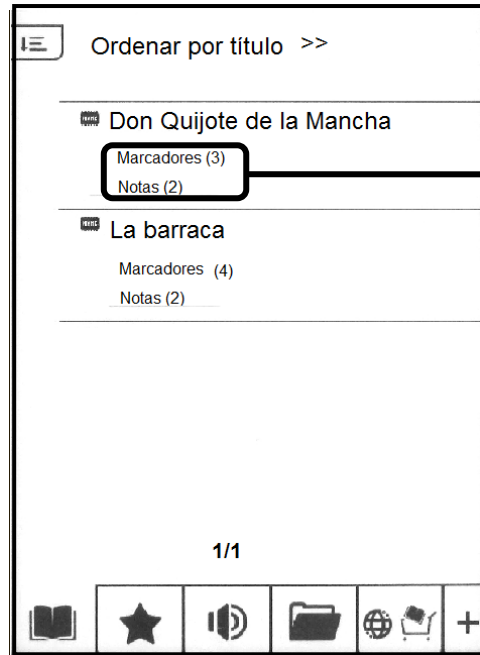 Ordenar por título >>
Don Quijote de la Mancha
Marcadores (3)
Notas (2)
La barraca
Marcadores (4)
Notas (2)
1/1
+